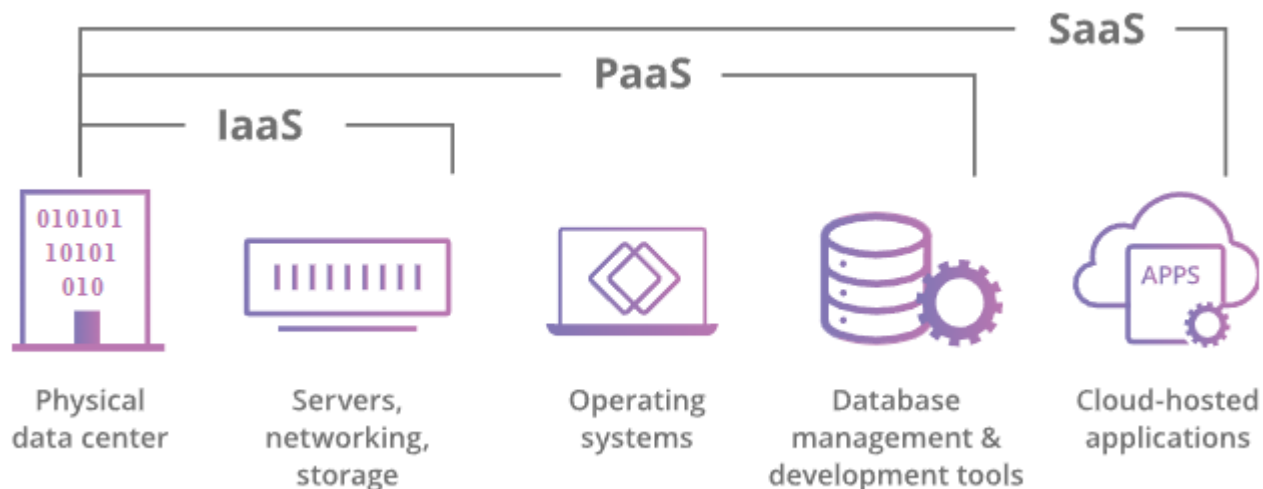 SaaS
PaaS
IaaS
010101
10101
010
APPS
Physical
data center
Servers,
networking,
storage
Operating
systems
Database
management &
development tools
Cloud-hosted
applications